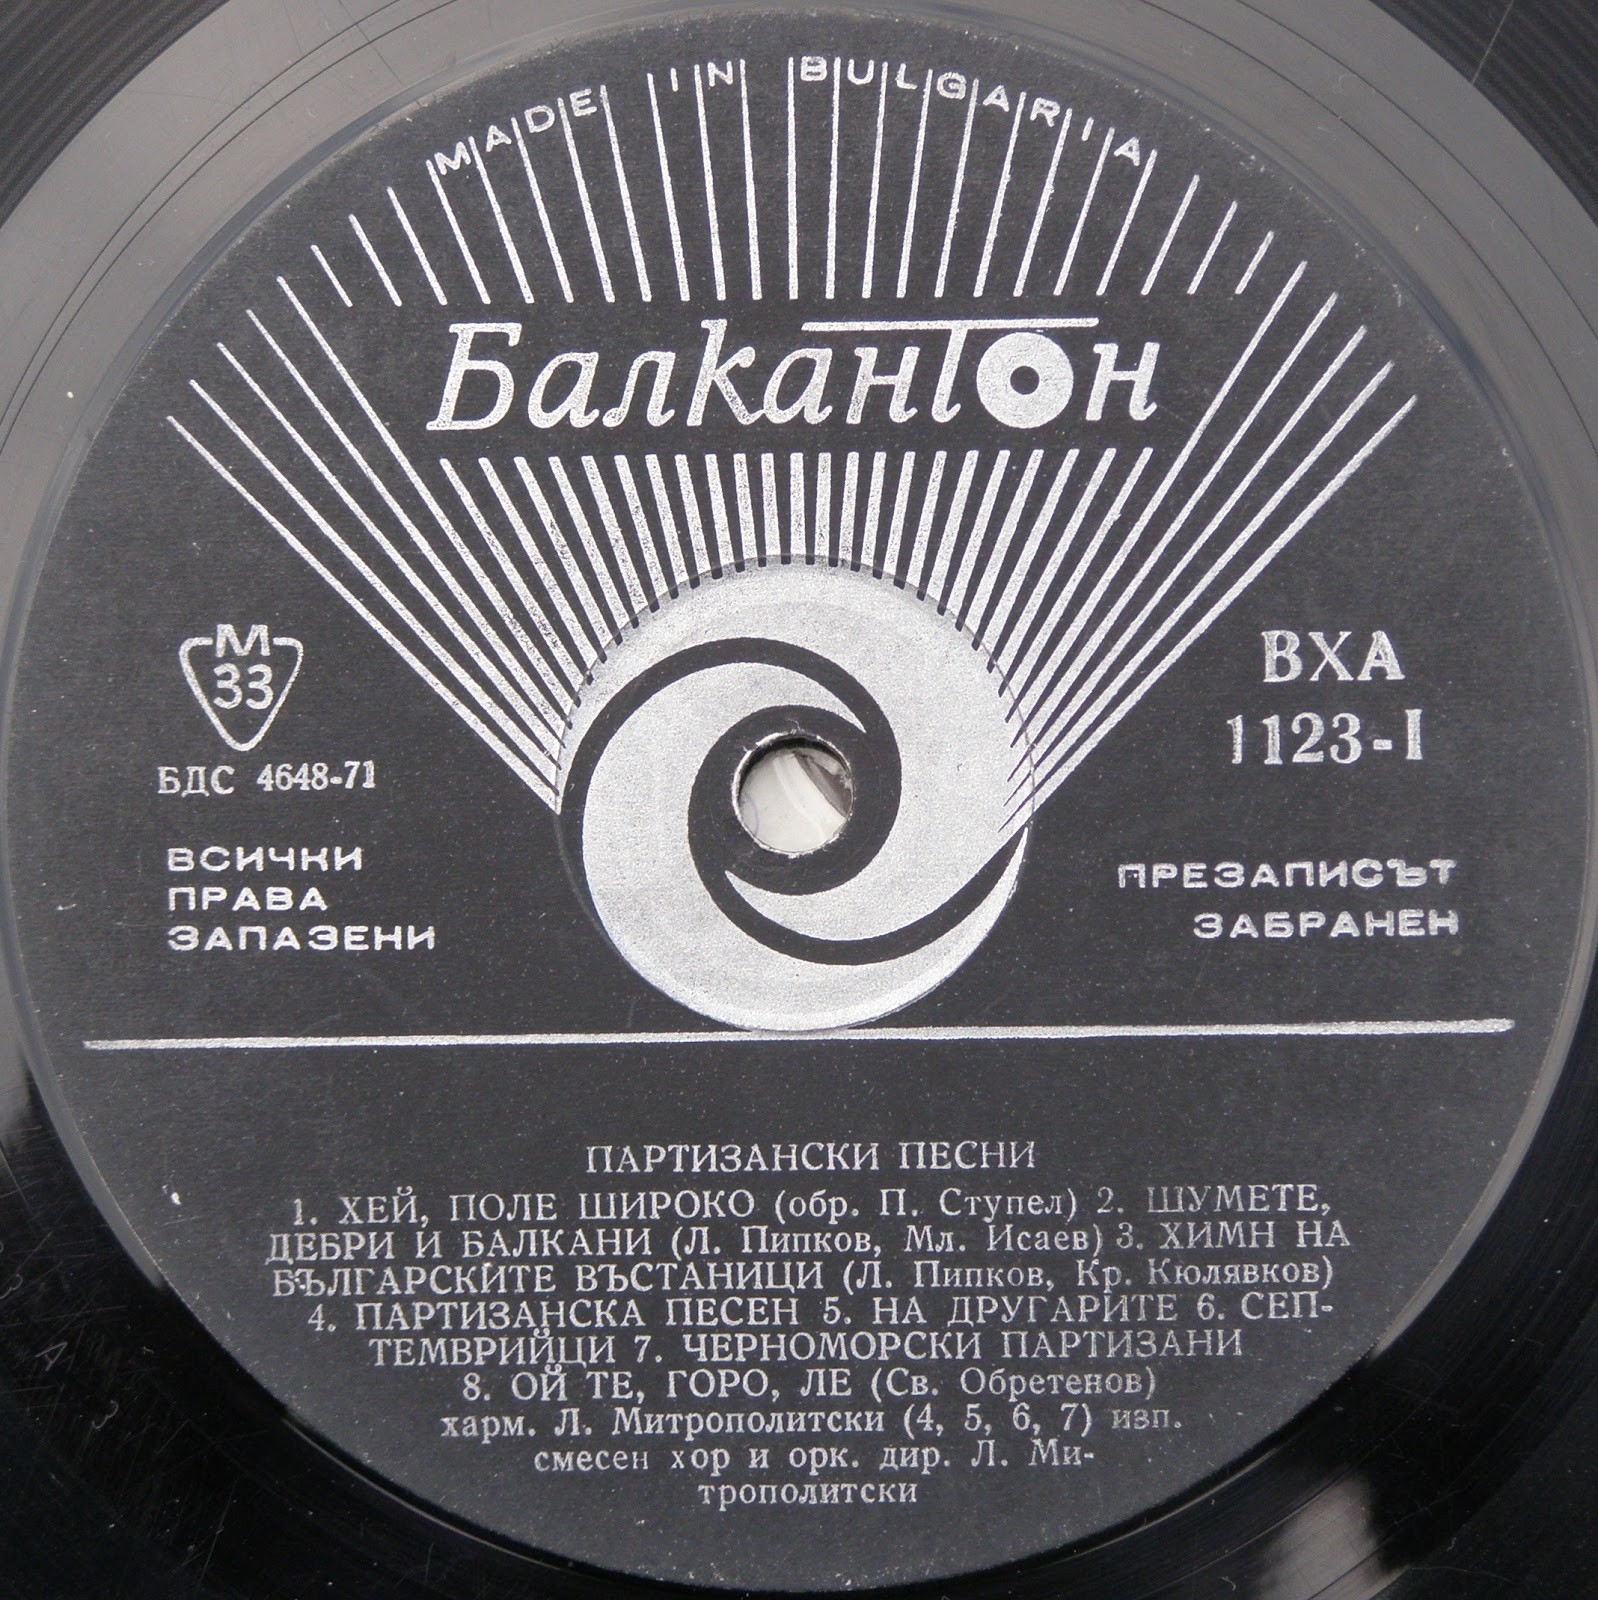 MADE IN BULGARIA
Балкантон
М
33
БДС 4648-71
ВСИЧКИ
ПРАВА
ЗАПАЗЕНИ
ВХА
1123-I
ПРЕЗАПИСЪТ
ЗАБРАНЕН
ПАРТИЗАНСКИ ПЕСНИ
1. ХЕЙ, ПОЛЕ ШИРОКО (обр. П. Ступел) 2. ШУМЕТЕ,
ДЕБРИ И БАЛКАНИ (Л. Пипков, Мл. Исаев) 3. ХИМН НА
БЪЛГАРСКИТЕ ВЪСТАНИЦИ (Л. Пипков, Кр. Кюлявков)
4. ПАРТИЗАНСКА ПЕСЕН 5. НА ДРУГАРИТЕ 6. СЕП-
ТЕМВРИЙЦИ 7. ЧЕРНОМОРСКИ ПАРТИЗАНИ
8. ОЙ ТЕ, ГОРО, ЛЕ (Св. Обретенов)
харм. Л. Митрополитски (4, 5, 6, 7) изп.
смесен хор и орк. дир. Л. Ми-
трополитски